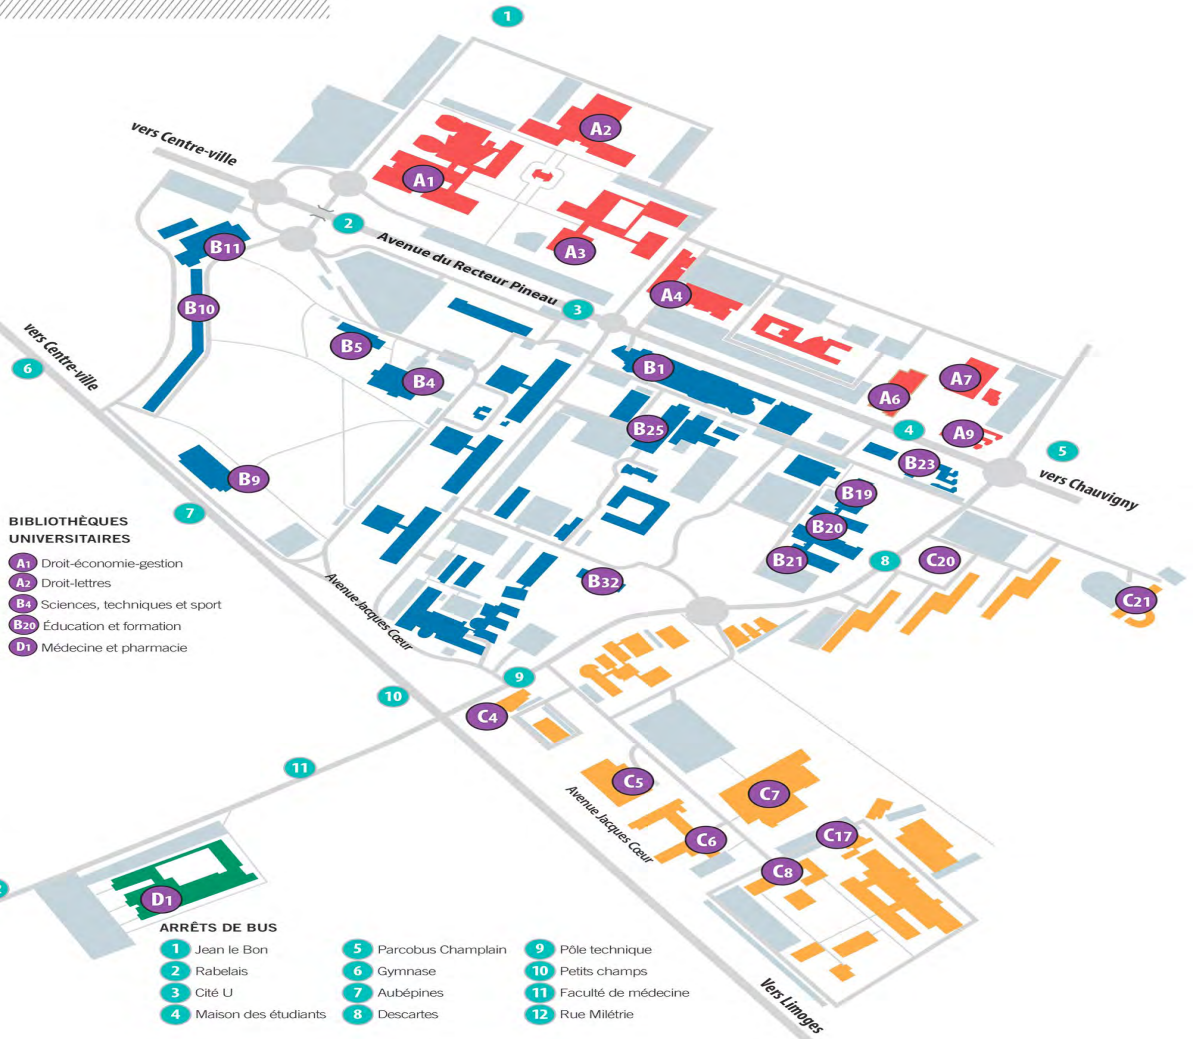 1
A2
vers Centre-ville
A1
2
B11
Avenue du Recteur Pineau
A3
A4
B10
3
vers Centre-ville
B5
B1
6
B4
A7
A6
B25
4
A9
5
B23
vers Chauvigny
B9
B19
7
B20
B21
8
C20
B32
C21
Avenue Jacques Cœur
9
10
C4
11
C5
C7
Avenue Jacques Cœur
C6
C17
C8
D1
Vers Limoges
BIBLIOTHÈQUES
UNIVERSITAIRES
A1 Droit-économie-gestion
A2 Droit-lettres
B4 Sciences, techniques et sport
B20 Éducation et formation
D1 Médecine et pharmacie
ARRÊTS DE BUS
1 Jean le Bon
2 Rabelais
3 Cité U
4 Maison des étudiants
5 Parcobus Champlain
6 Gymnase
7 Aubépines
8 Descartes
9 Pôle technique
10 Petits champs
11 Faculté de médecine
12 Rue Milétrie